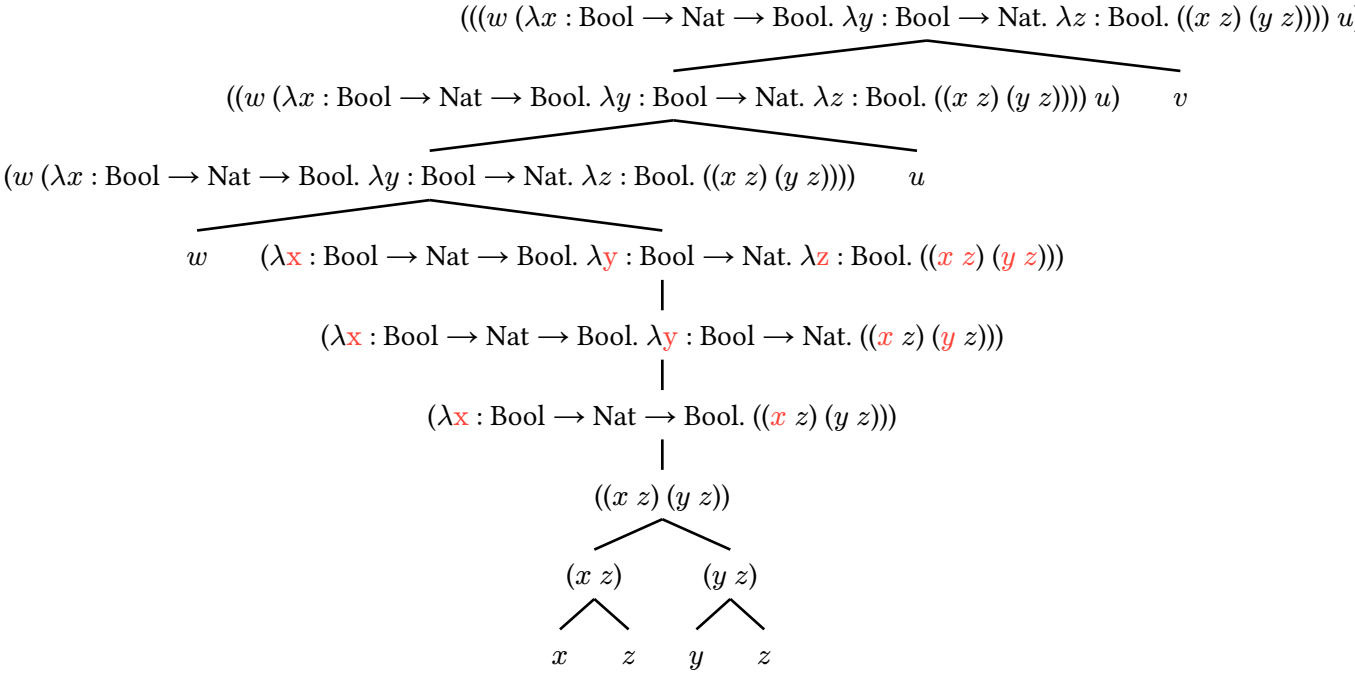 (((w (λx : Bool → Nat → Bool. λy : Bool → Nat. λz : Bool. ((x z) (y z)))) u)
((w (λx : Bool → Nat → Bool. λy : Bool → Nat. λz : Bool. ((x z) (y z)))) u) v
(w (λx : Bool → Nat → Bool. λy : Bool → Nat. λz : Bool. ((x z) (y z)))) u
w (λx : Bool → Nat → Bool. λy : Bool → Nat. λz : Bool. ((x z) (y z)))
(λx : Bool → Nat → Bool. λy : Bool → Nat. ((x z) (y z)))
(λx : Bool → Nat → Bool. ((x z) (y z)))
((x z) (y z))
(x z) (y z)
x z y z